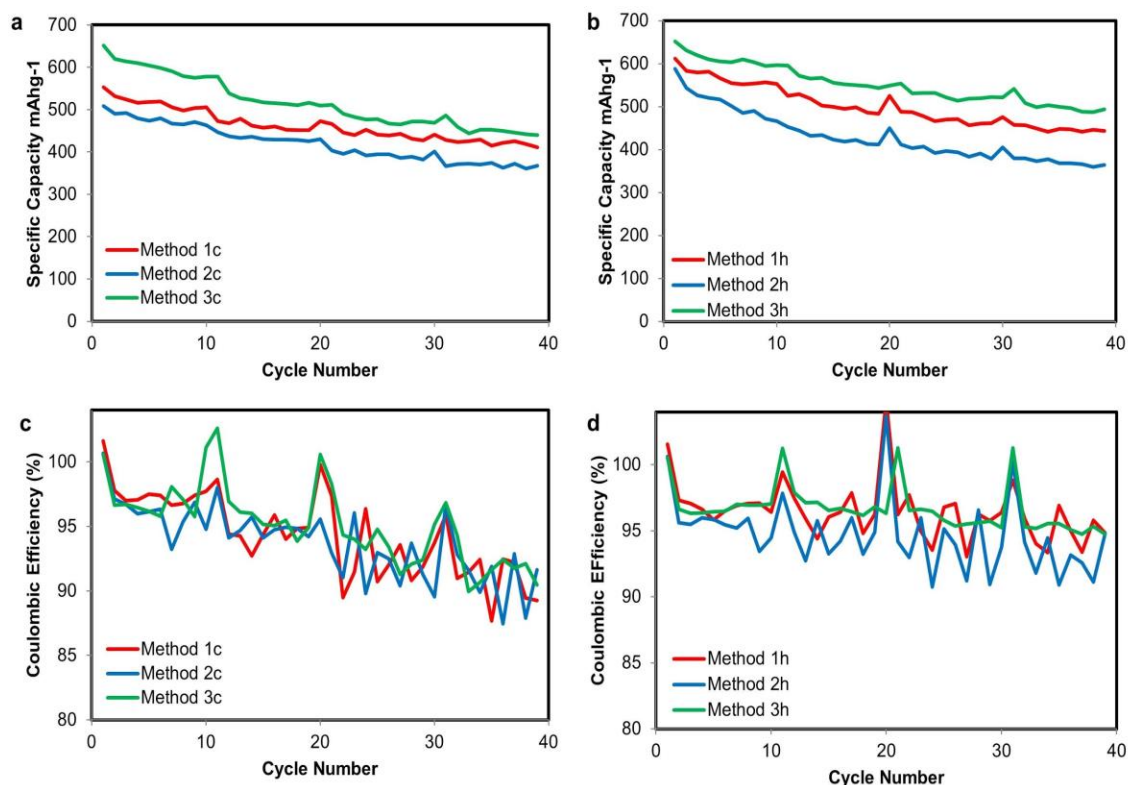 a
Specific Capacity mAhg-1
700
600
500
400
300
200
100
0
Method 1c
Method 2c
Method 3c
0 10 20 30 40
Cycle Number
b
Specific Capacity mAhg-1
700
600
500
400
300
200
100
0
Method 1h
Method 2h
Method 3h
0 10 20 30 40
Cycle Number
c
Coulombic Efficiency (%)
100
95
90
85
80
Method 1c
Method 2c
Method 3c
0 10 20 30 40
Cycle Number
d
Coulombic EFficiency (%)
100
95
90
85
80
Method 1h
Method 2h
Method 3h
0 10 20 30 40
Cycle Number